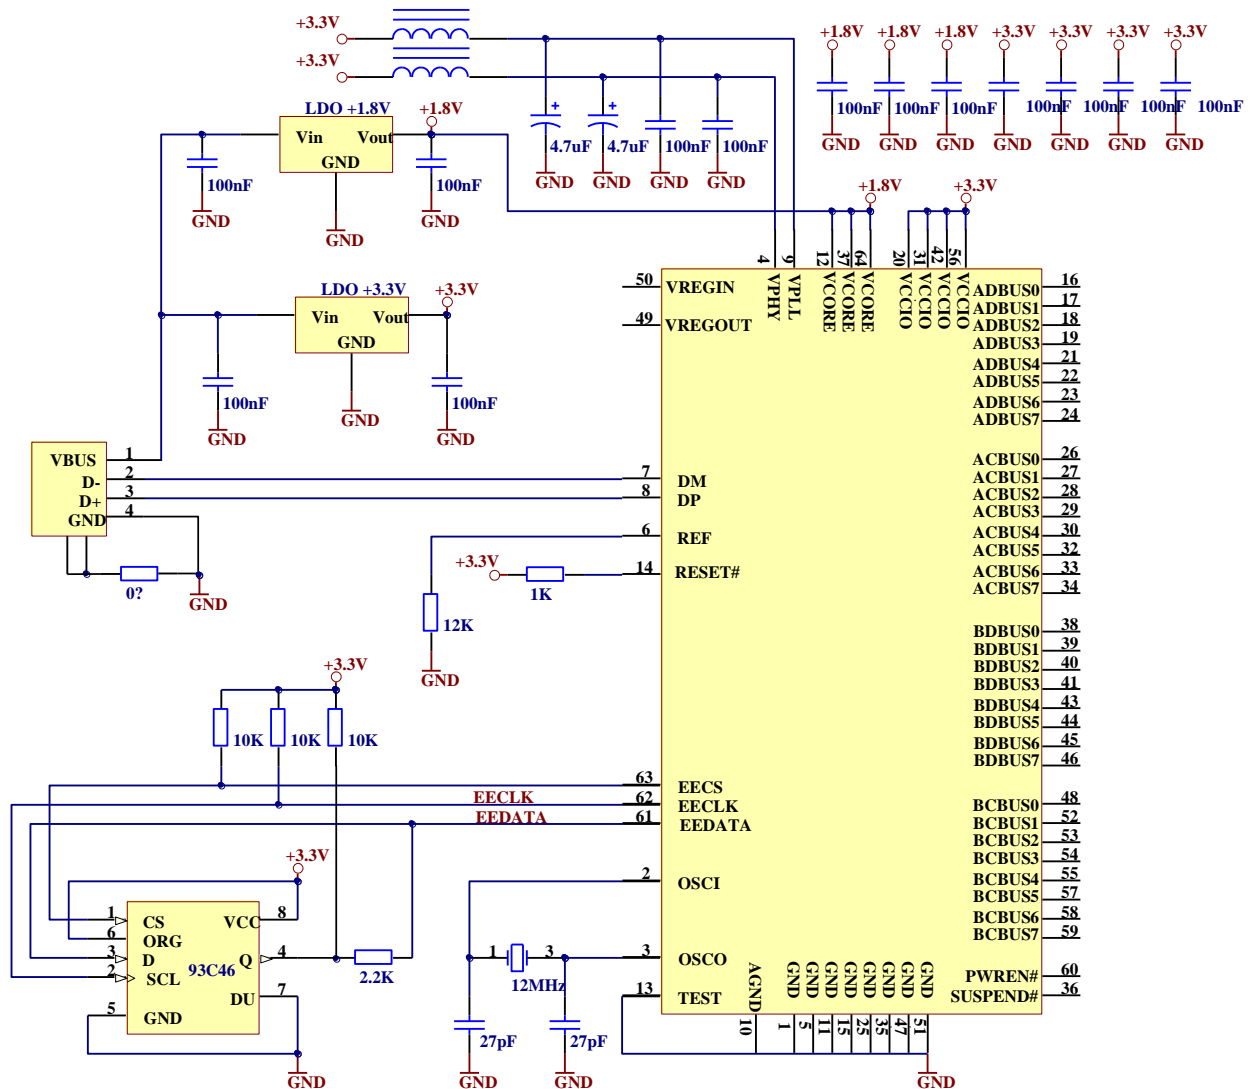 +3.3V
+3.3V
4.7uF
4.7uF
100nF
100nF
GND
GND
GND
GND
+1.8V
+1.8V
+1.8V
+3.3V
+3.3V
+3.3V
+3.3V
100nF
100nF
100nF
100nF
100nF
100nF
100nF
GND
GND
GND
GND
GND
GND
GND
LDO +1.8V
+1.8V
Vin
Vout
GND
100nF
100nF
GND
GND
GND
LDO +3.3V
+3.3V
Vin
Vout
GND
100nF
100nF
GND
GND
GND
+1.8V
+3.3V
4
9
12
37
64
20
31
42
56
VPHY
VPLL
VCORE
VCORE
VCORE
VCCIO
VCCIO
VCCIO
VCCIO
50
VREGIN
49
VREGOUT
VBUS
1
D-
2
D+
3
GND
4
0?
GND
7
DM
8
DP
6
REF
14
RESET#
+3.3V
1K
12K
GND
+3.3V
10K
10K
10K
63
EECS
EECLK
62
EECLK
EEDATA
61
EEDATA
+3.3V
1
CS
VCC
8
6
ORG
3
D
93C46
Q
4
2
SCL
DU
7
5
GND
2.2K
GND
2
OSCI
1
3
12MHz
3
OSCO
13
TEST
27pF
27pF
GND
GND
AGND
GND
GND
GND
GND
GND
GND
GND
GND
10
1
5
11
15
25
35
47
51
GND
ADBUS0
16
ADBUS1
17
ADBUS2
18
ADBUS3
19
ADBUS4
21
ADBUS5
22
ADBUS6
23
ADBUS7
24
ACBUS0
26
ACBUS1
27
ACBUS2
28
ACBUS3
29
ACBUS4
30
ACBUS5
32
ACBUS6
33
ACBUS7
34
BDBUS0
38
BDBUS1
39
BDBUS2
40
BDBUS3
41
BDBUS4
43
BDBUS5
44
BDBUS6
45
BDBUS7
46
BCBUS0
48
BCBUS1
52
BCBUS2
53
BCBUS3
54
BCBUS4
55
BCBUS5
57
BCBUS6
58
BCBUS7
59
PWREN#
60
SUSPEND#
36